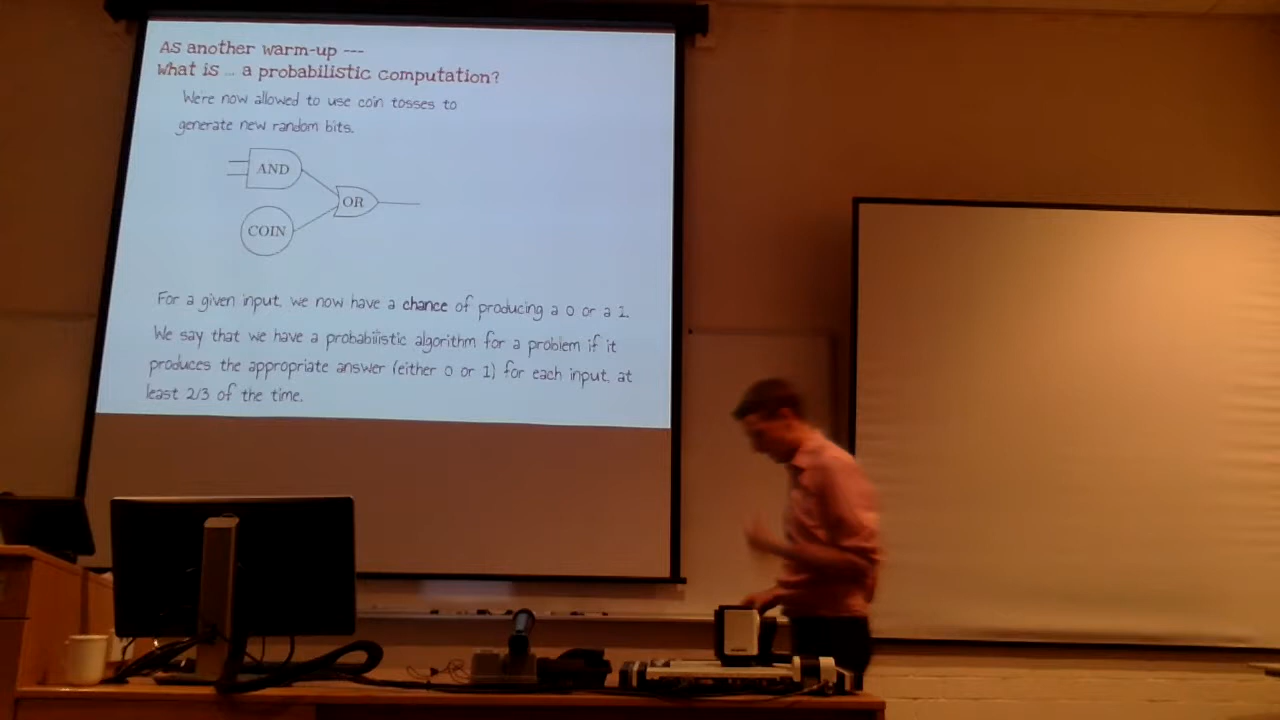 As another warm-up ---
What is ... a probabilistic computation?
We're now allowed to use coin tosses to
generate new random bits.
AND
OR
COIN
For a given input, we now have a chance of producing a 0 or a 1.
We say that we have a probabilistic algorithm for a problem if it
produces the appropriate answer (either 0 or 1) for each input, at
least 2/3 of the time.